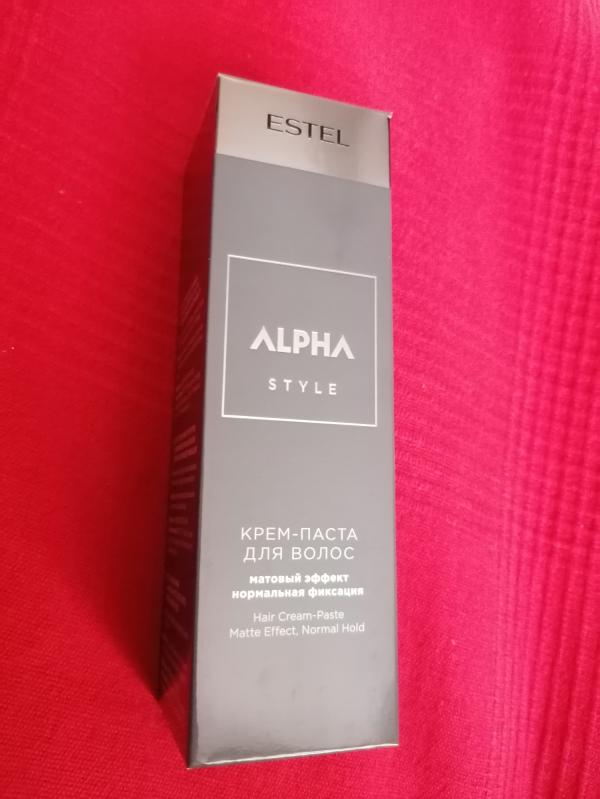 ESTEL
ALPHA
STYLE
КРЕМ-ПАСТА
ДЛЯ ВОЛОС
матовый эффект
нормальная фиксация
Hair Cream-Paste
Matte Effect, Normal Hold